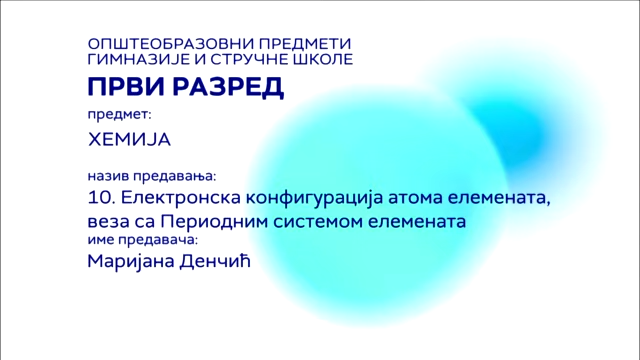 ОПШТЕОБРАЗОВНИ ПРЕДМЕТИ
ГИМНАЗИЈЕ И СТРУЧНЕ ШКОЛЕ
ПРВИ РАЗРЕД
предмет:
ХЕМИЈА
назив предавања:
10. Електронска конфигурација атома елемената,
веза са Периодним системом елемената
име предавача:
Маријана Денчић